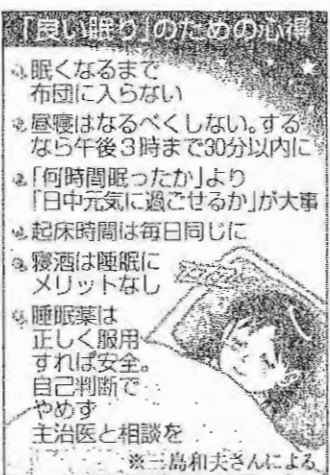 「良い眠り」のための心得
眠くなるまで
布団に入らない
昼寝はなるべくしない。する
なら午後3時まで30分以内に
「何時間眠ったか」より
「日中元気に過ごせるか」が大事
起床時間は毎日同じに
寝酒は睡眠に
メリットなし
睡眠薬は
正しく服用
すれば安全。
自己判断で
やめず
主治医と相談を
※三島和夫さんによる